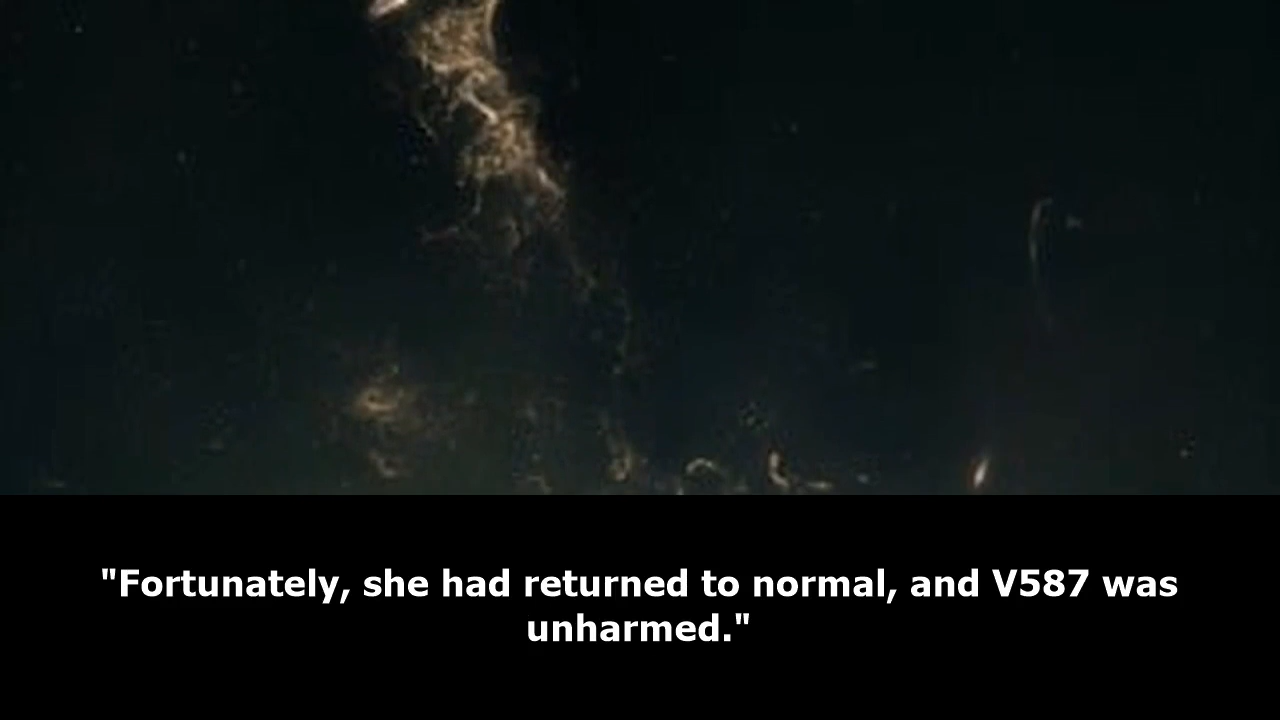 "Fortunately, she had returned to normal, and V587 was
unharmed."